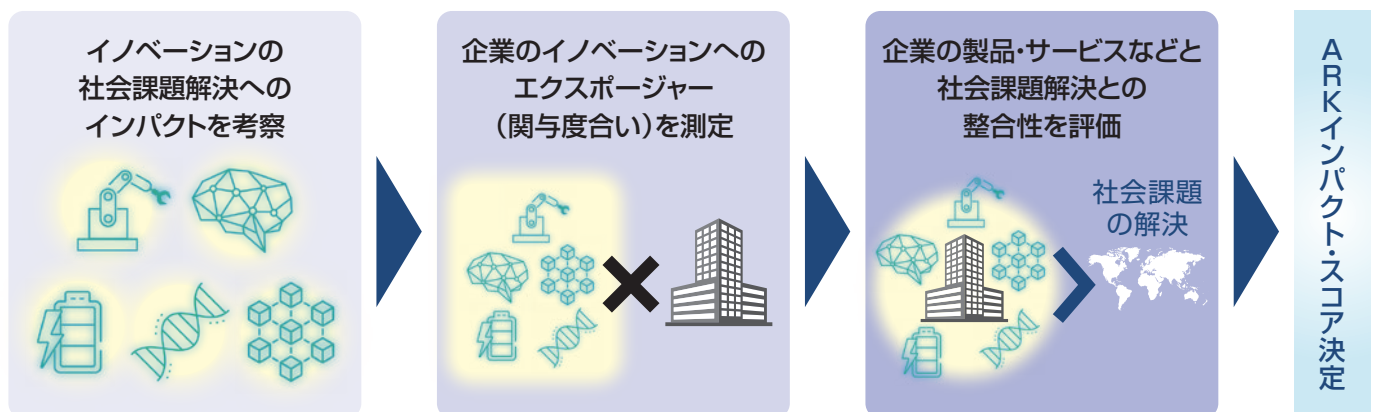 イノベーションの
社会課題解決への
インパクトを考察
企業のイノベーションへの
エクスポージャー
(関与度合い)を測定
企業の製品・サービスなどと
社会課題解決との
整合性を評価
社会課題
の解決
ARKインパクト・スコア決定